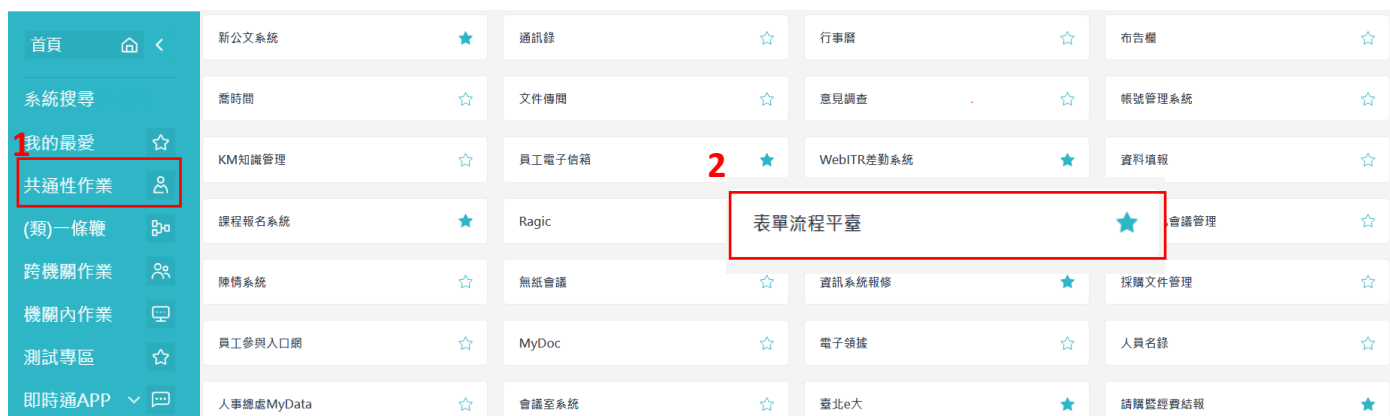 首頁
系統搜尋
1
我的最愛
共通性作業
(類)一條鞭
跨機關作業
機關內作業
測試專區
即時通APP
新公文系統
通訊錄
行事曆
布告欄
喬時間
文件傳閱
意見調查
帳號管理系統
KM知識管理
員工電子信箱
2
WebITR差勤系統
資料填報
課程報名系統
Ragic
表單流程平臺
會議管理
陳情系統
無紙會議
資訊系統報修
採購文件管理
員工參與入口網
MyDoc
電子領據
人員名錄
人事總處MyData
會議室系統
臺北e大
請購暨經費結報